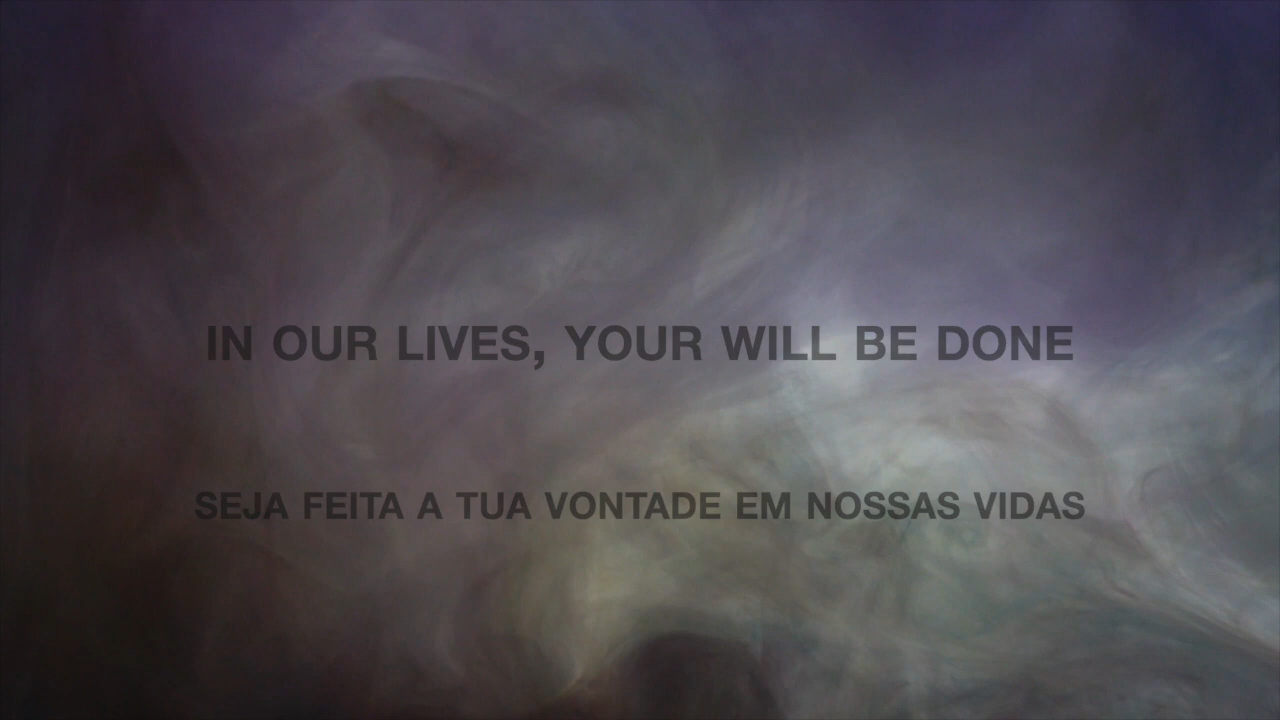 IN OUR LIVES, YOUR WILL BE DONE
SEJA FEITA A TUA VONTADE EM NOSSAS VIDAS